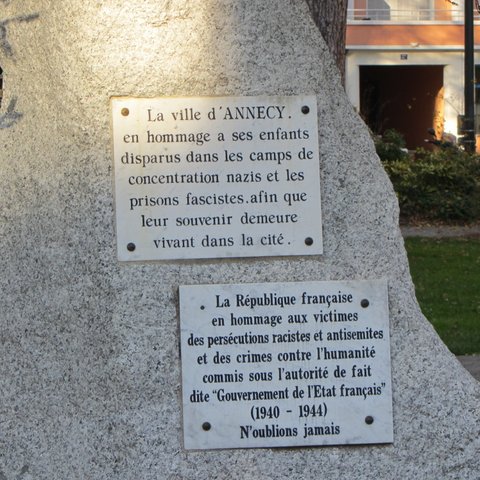 La ville d'ANNECY.
en hommage a ses enfants
disparus dans les camps de
concentration nazis et les
prisons fascistes.afin que
leur souvenir demeure
vivant dans la cité.
La République française
en hommage aux victimes
des persécutions racistes et antisemites
et des crimes contre l'humanité
commis sous l'autorité de fait
dite "Gouvernement de l'Etat français"
(1940 - 1944)
N'oublions jamais